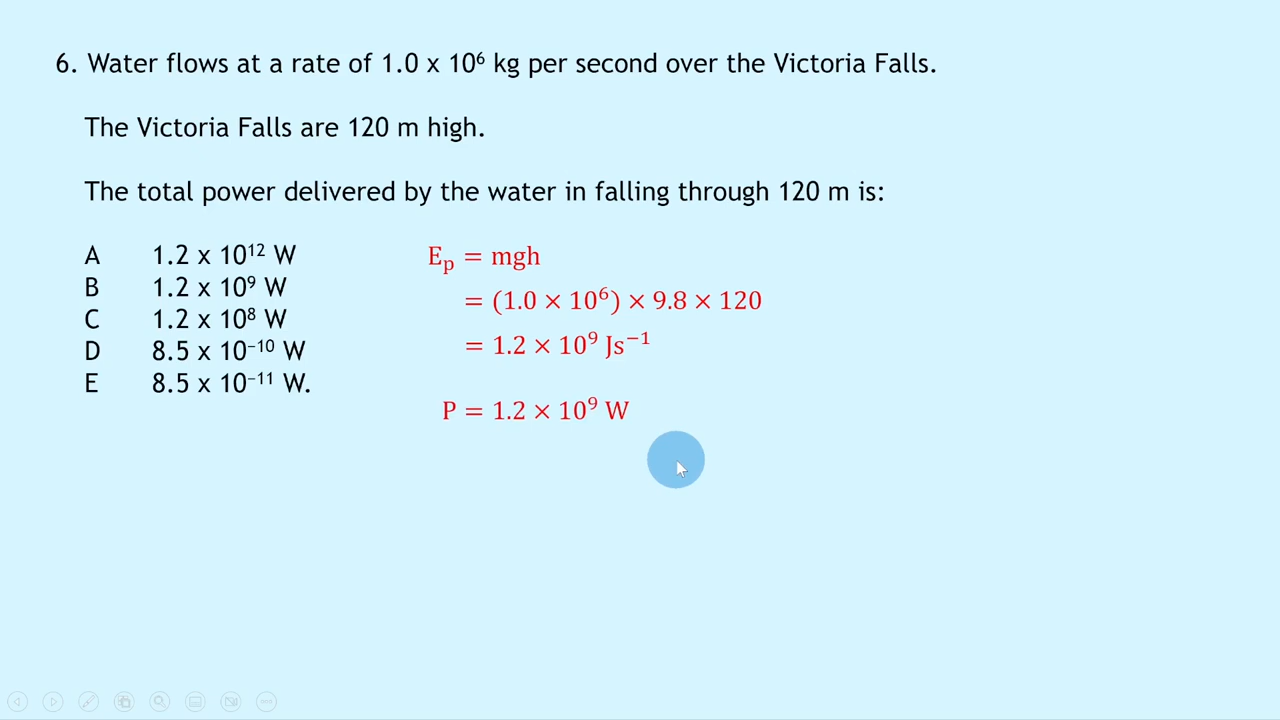 6. Water flows at a rate of 1.0 x 10⁶ kg per second over the Victoria Falls.
The Victoria Falls are 120 m high.
The total power delivered by the water in falling through 120 m is:
A 1.2 x 10¹² W
B 1.2 x 10⁹ W
C 1.2 x 10⁸ W
D 8.5 x 10⁻¹⁰ W
E 8.5 x 10⁻¹¹ W.
Eₚ = mgh
= (1.0 × 10⁶) × 9.8 × 120
= 1.2 × 10⁹ Js⁻¹
P = 1.2 × 10⁹ W